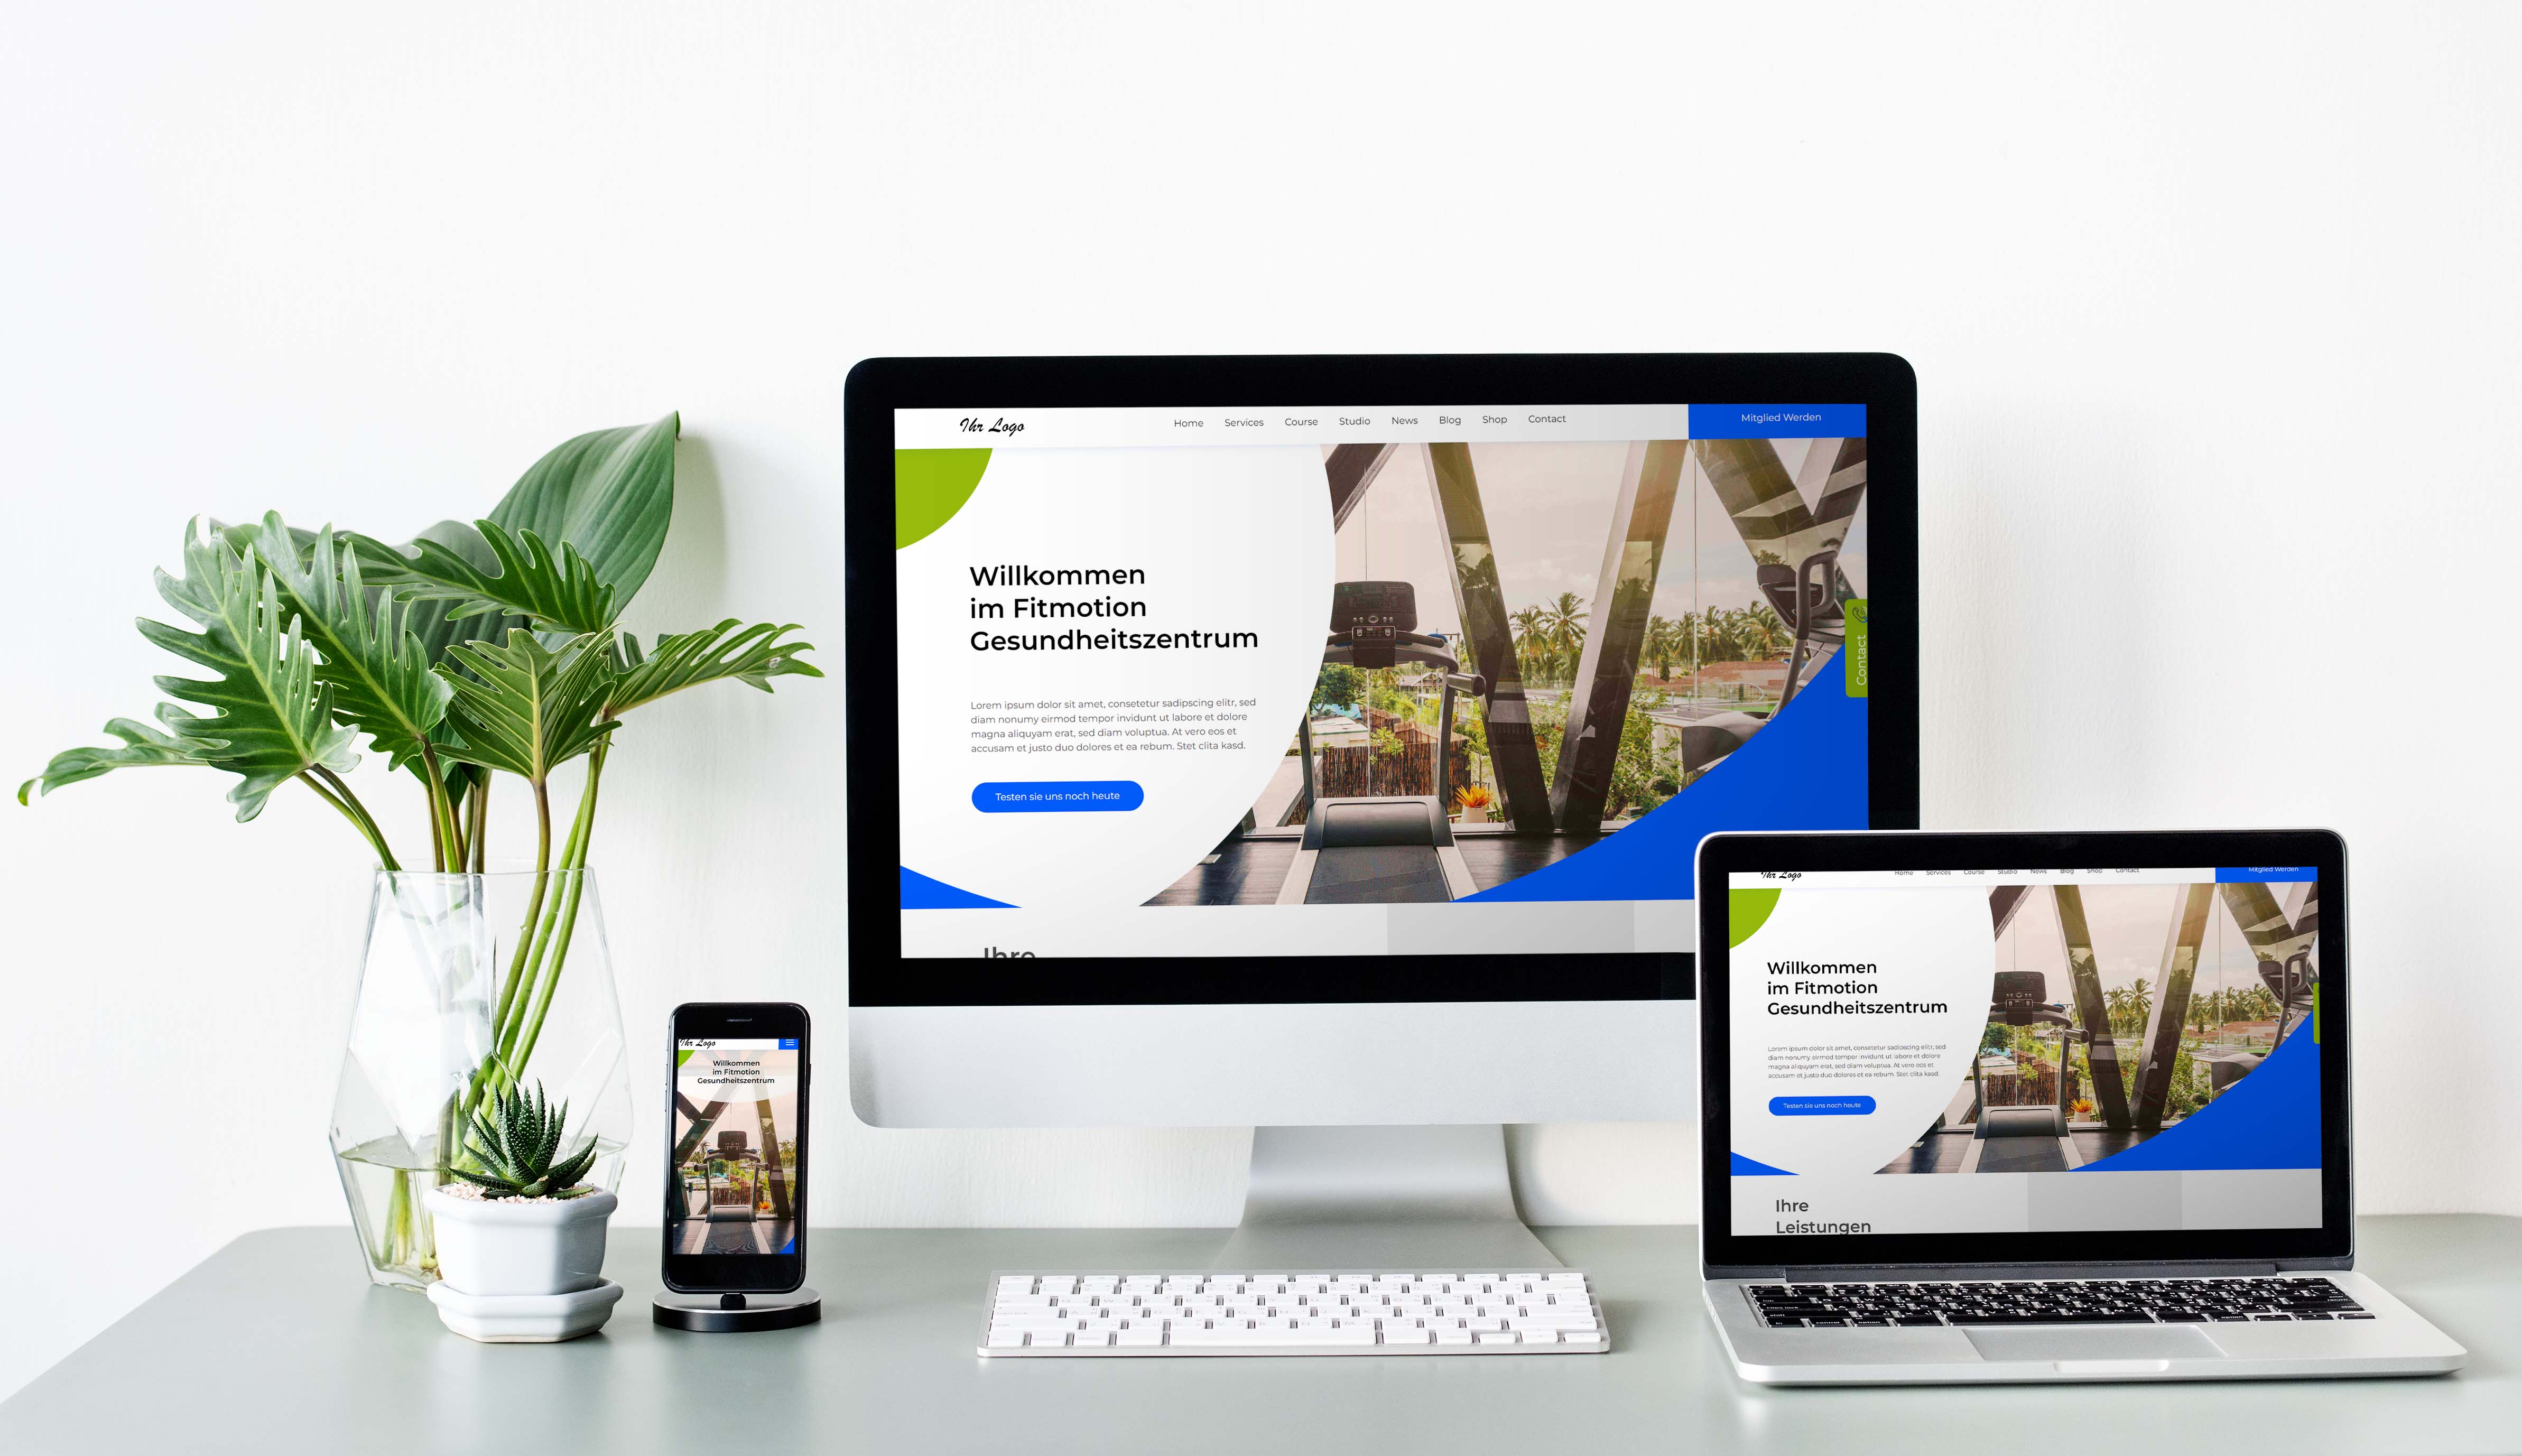 Ihr Logo
Home Services Course Studio News Blog Shop Contact
Mitglied Werden
Willkommen
im Fitmotion
Gesundheitszentrum
Lorem ipsum dolor sit amet, consetetur sadipscing elitr, sed
diam nonumy eirmod tempor invidunt ut labore et dolore
magna aliquyam erat, sed diam voluptua. At vero eos et
accusam et justo duo dolores et ea rebum. Stet clita kasd.
Testen sie uns noch heute
Contact
Ihre
Ihr Logo
Willkommen
im Fitmotion
Gesundheitszentrum
Ihr Logo
Home Services Course Studio News Blog Shop Contact
Mitglied Werden
Willkommen
im Fitmotion
Gesundheitszentrum
Lorem ipsum dolor sit amet, consetetur sadipscing elitr, sed
diam nonumy eirmod tempor invidunt ut labore et dolore
magna aliquyam erat, sed diam voluptua. At vero eos et
accusam et justo duo dolores et ea rebum. Stet clita kasd.
Testen sie uns noch heute
Ihre
Leistungen